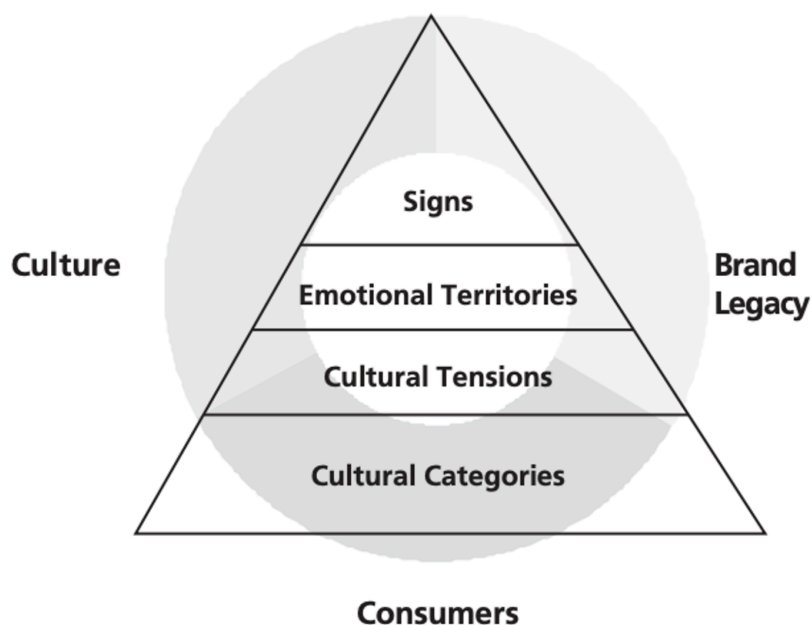 Signs
Culture
Brand
Legacy
Emotional Territories
Cultural Tensions
Cultural Categories
Consumers